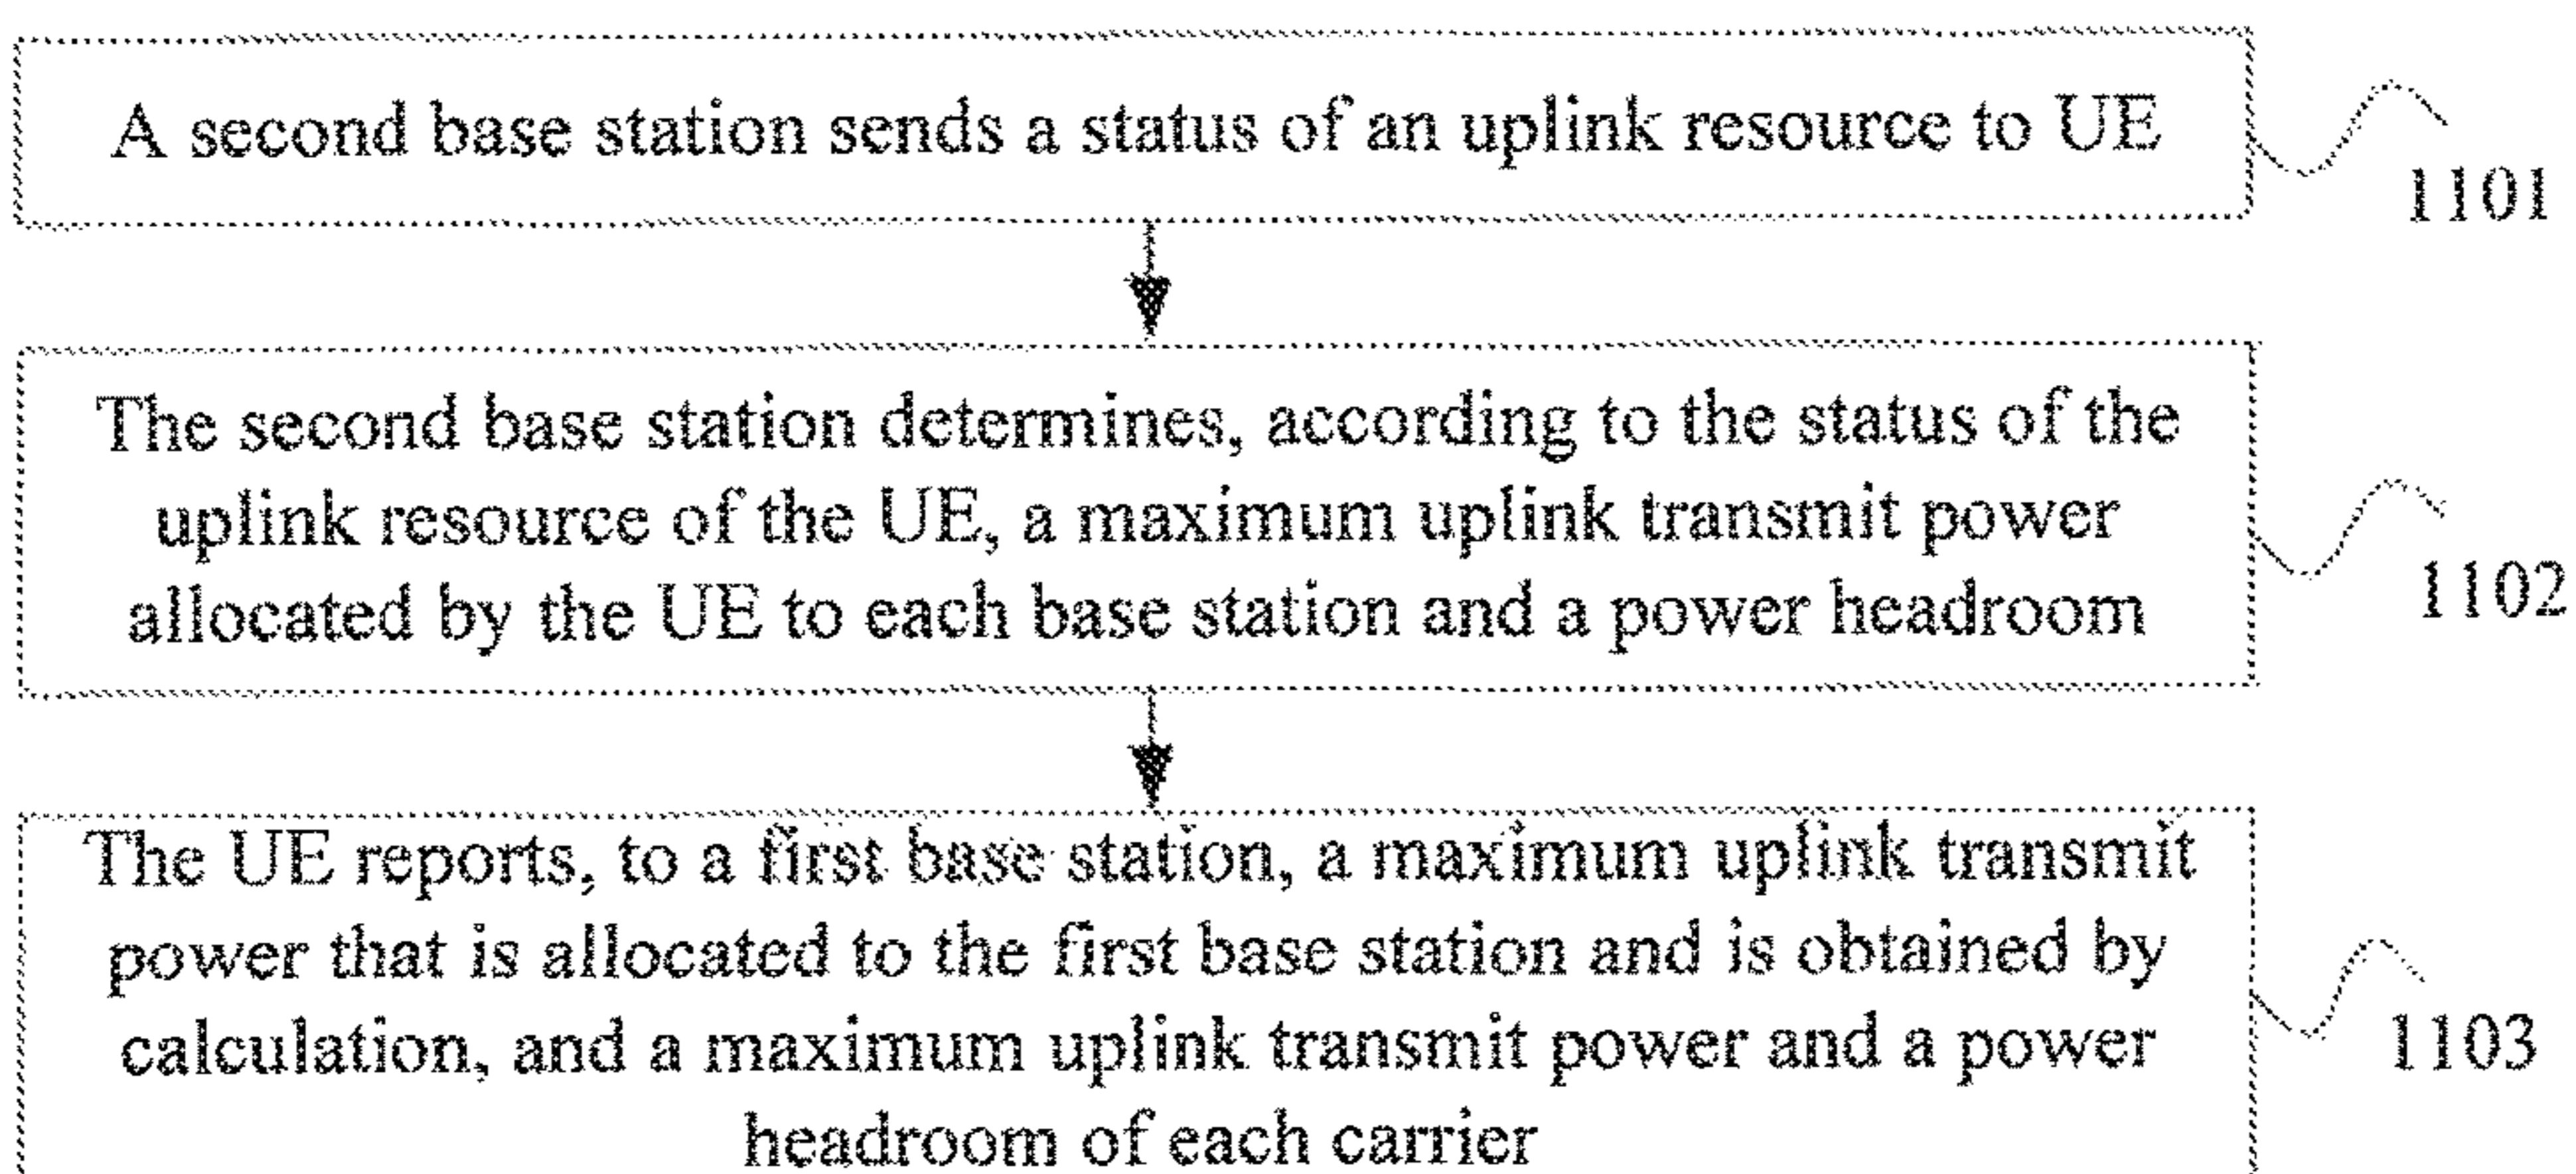 A second base station sends a status of an uplink resource to UE
1101
The second base station determines, according to the status of the
uplink resource of the UE, a maximum uplink transmit power
allocated by the UE to each base station and a power headroom
1102
The UE reports, to a first base station, a maximum uplink transmit
power that is allocated to the first base station and is obtained by
calculation, and a maximum uplink transmit power and a power
headroom of each carrier
1103